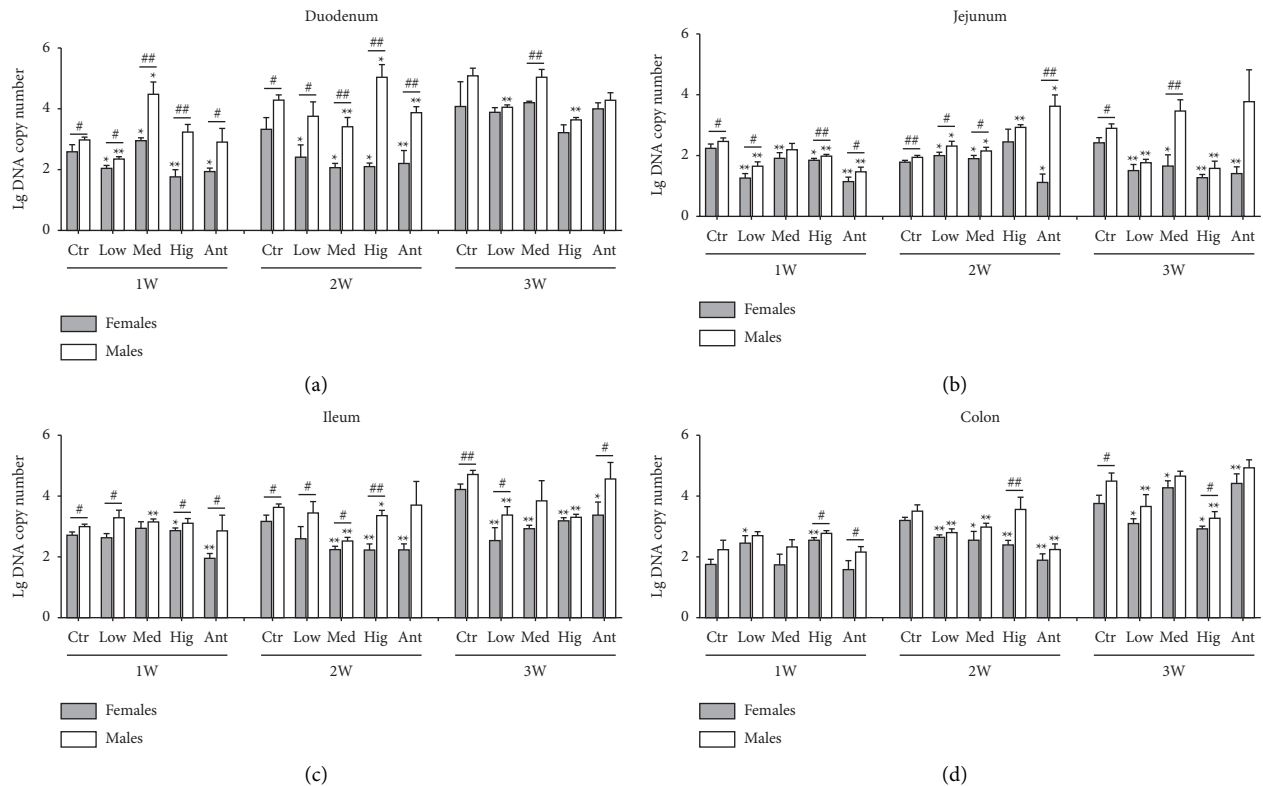 Duodenum
Lg DNA copy number
6
4
2
0
# # ## ## #
* * ** * * ** *
# # ## ## ##
* * ** * * ** **
## 
** **
Ctr Low Med Hig Ant Ctr Low Med Hig Ant Ctr Low Med Hig Ant
1W 2W 3W
Females
Males
(a)
Jejunum
Lg DNA copy number
6
4
2
0
# # ## #
** ** ** * ** ** **
## # # ##
* * * * ** * *
# ##
** ** * ** ** **
Ctr Low Med Hig Ant Ctr Low Med Hig Ant Ctr Low Med Hig Ant
1W 2W 3W
Females
Males
(b)
Ileum
Lg DNA copy number
6
4
2
0
# # # #
** * **
# # # ##
** ** ** * **
## # #
** ** ** ** ** *
Ctr Low Med Hig Ant Ctr Low Med Hig Ant Ctr Low Med Hig Ant
1W 2W 3W
Females
Males
(c)
Colon
Lg DNA copy number
6
4
2
0
# #
* **
##
** ** * ** ** ** **
# #
* ** * ** ** **
Ctr Low Med Hig Ant Ctr Low Med Hig Ant Ctr Low Med Hig Ant
1W 2W 3W
Females
Males
(d)